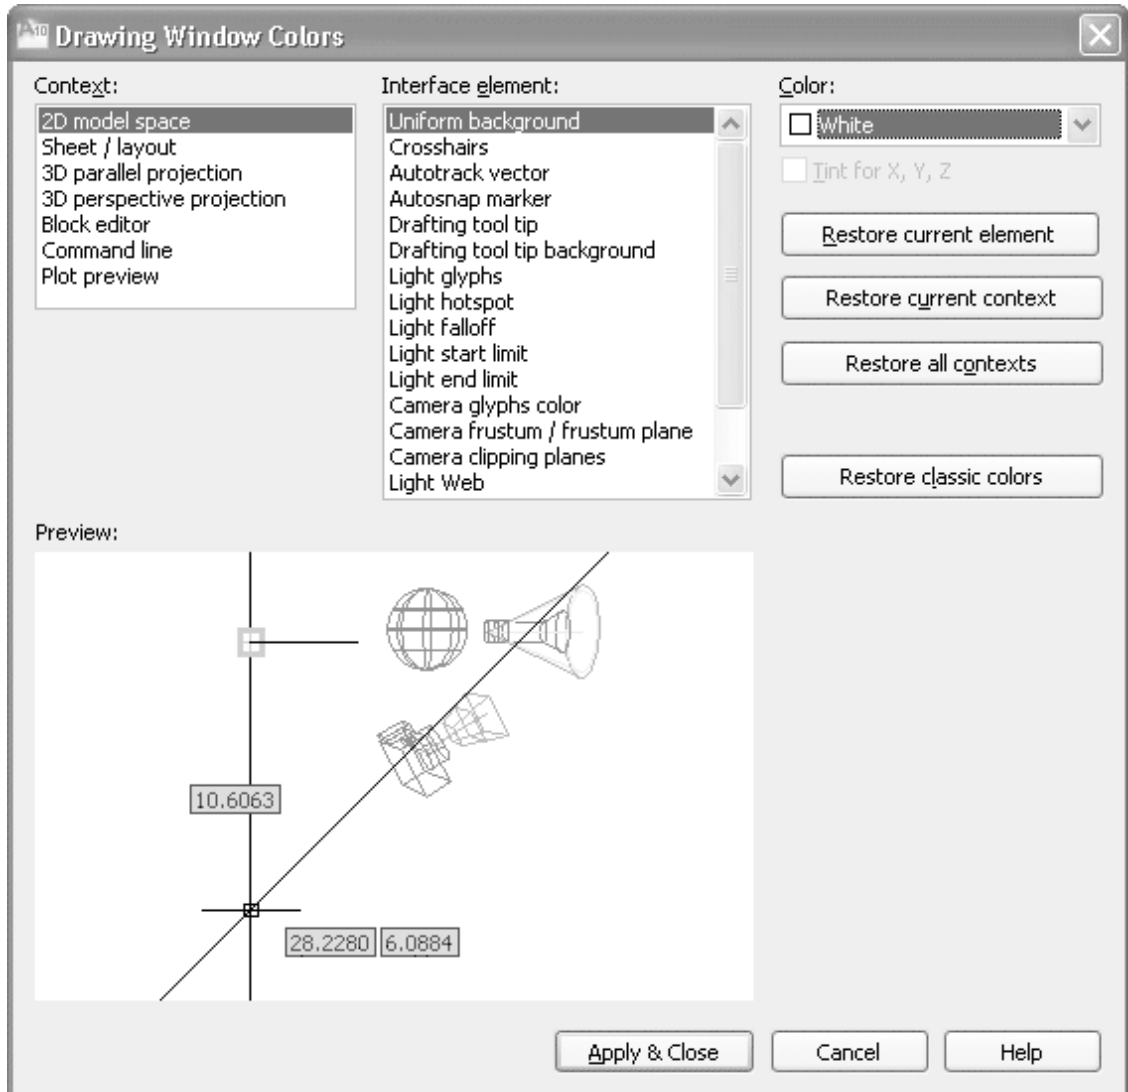 Drawing Window Colors
Context:
2D model space
Sheet / layout
3D parallel projection
3D perspective projection
Block editor
Command line
Plot preview
Interface element:
Uniform background
Crosshairs
Autotrack vector
Autosnap marker
Drafting tool tip
Drafting tool tip background
Light glyphs
Light hotspot
Light falloff
Light start limit
Light end limit
Camera glyphs color
Camera frustum / frustum plane
Camera clipping planes
Light Web
Color:
White
Tint for X, Y, Z
Restore current element
Restore current context
Restore all contexts
Restore classic colors
Preview:
10.6063
28.2280 6.0884
Apply & Close
Cancel
Help